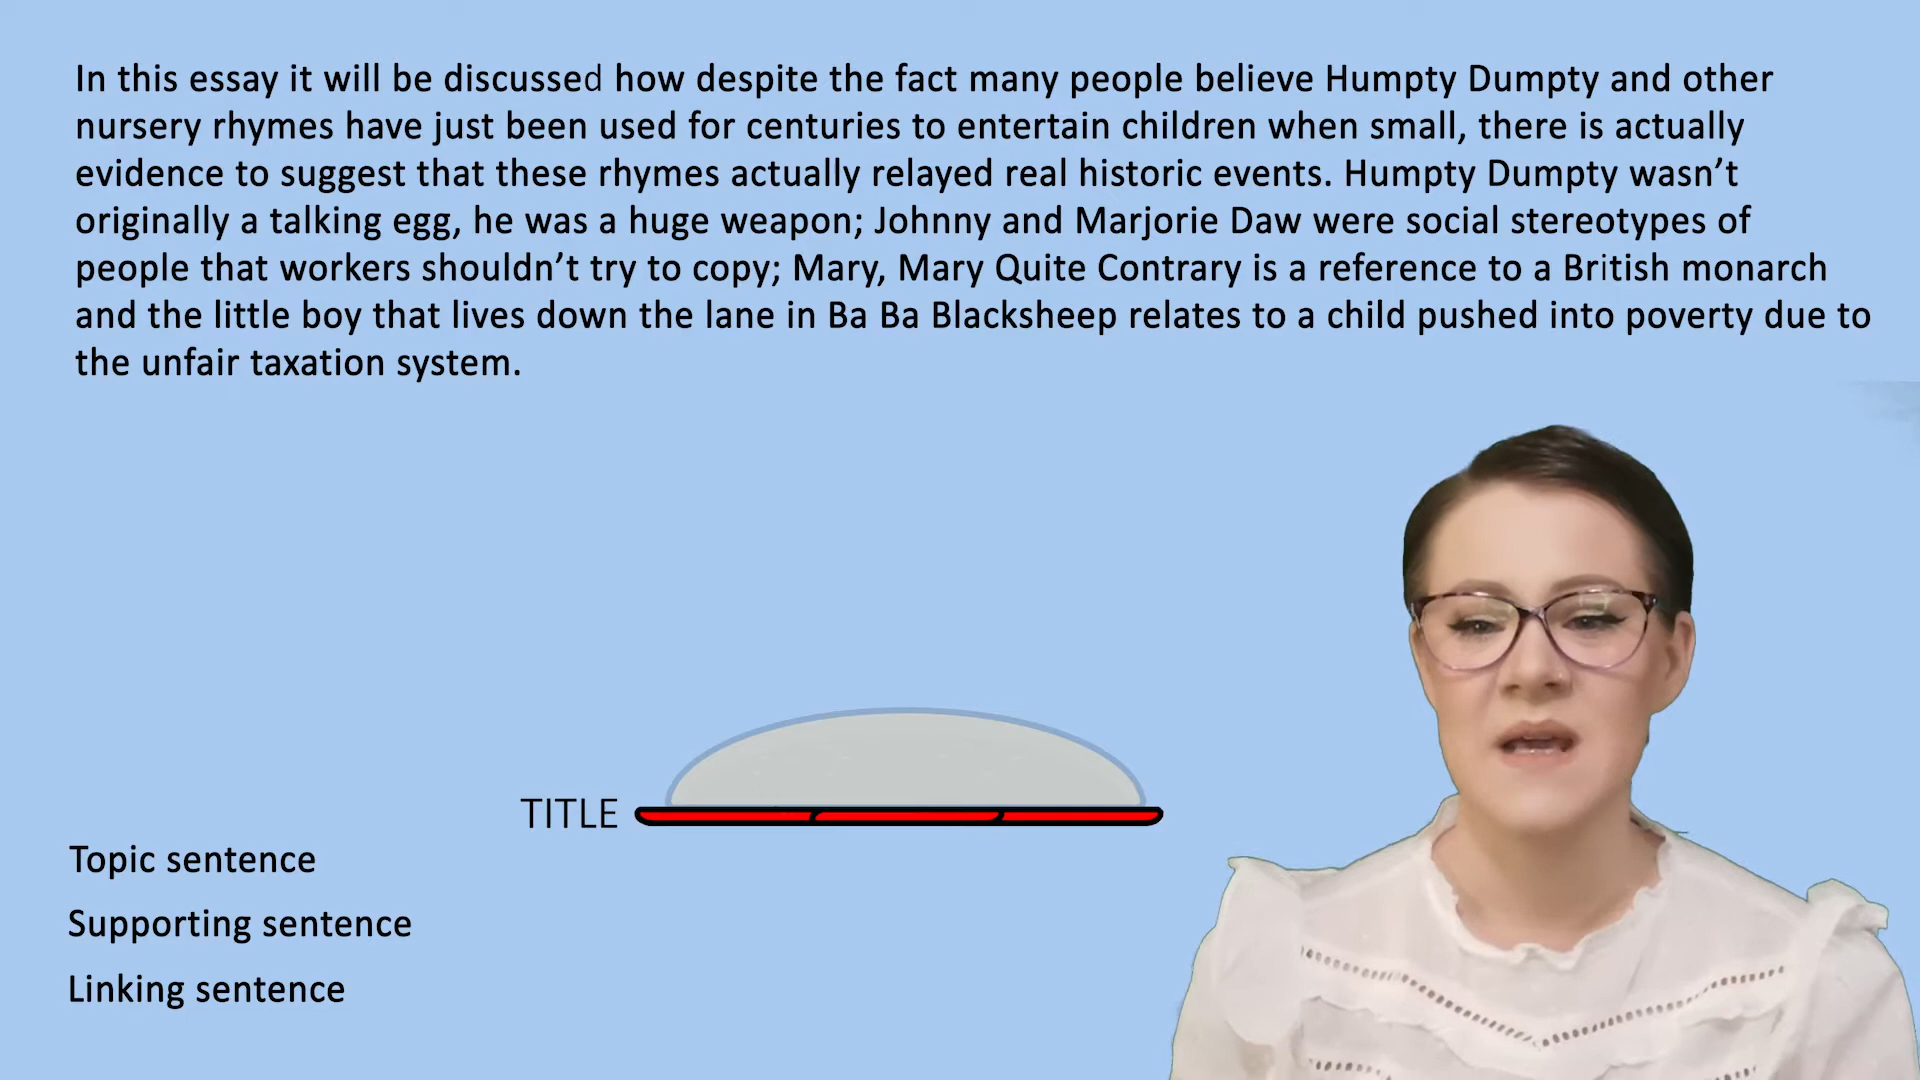 In this essay it will be discussed how despite the fact many people believe Humpty Dumpty and other
nursery rhymes have just been used for centuries to entertain children when small, there is actually
evidence to suggest that these rhymes actually relayed real historic events. Humpty Dumpty wasn’t
originally a talking egg, he was a huge weapon; Johnny and Marjorie Daw were social stereotypes of
people that workers shouldn’t try to copy; Mary, Mary Quite Contrary is a reference to a British monarch
and the little boy that lives down the lane in Ba Ba Blacksheep relates to a child pushed into poverty due to
the unfair taxation system.
TITLE
Topic sentence
Supporting sentence
Linking sentence